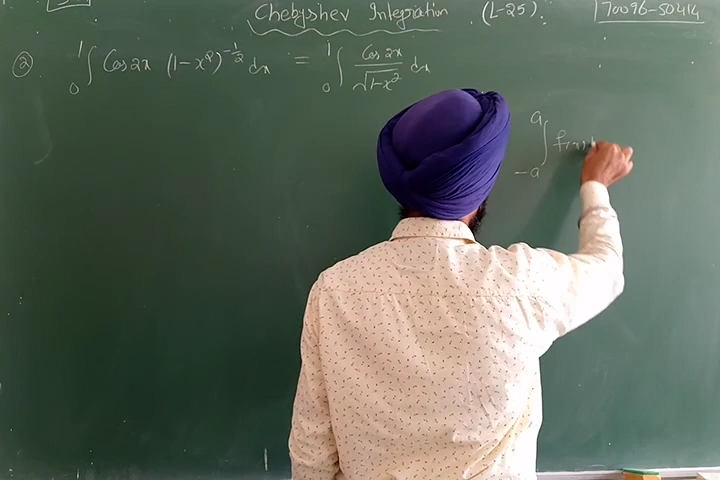 Chebyshev Integration (L-25). 70096-50414
② ∫₀¹ Cos 2x (1-x²)^(-1/2) dx = ∫₀¹ Cos 2x / √(1-x²) dx
∫₋ₐᵃ f(x)